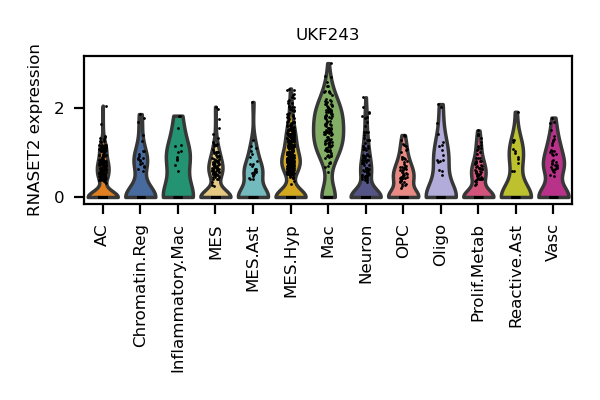 UKF243
RNASET2 expression
2
0
AC
Chromatin.Reg
Inflammatory.Mac
MES
MES.Ast
MES.Hyp
Mac
Neuron
OPC
Oligo
Prolif.Metab
Reactive.Ast
Vasc